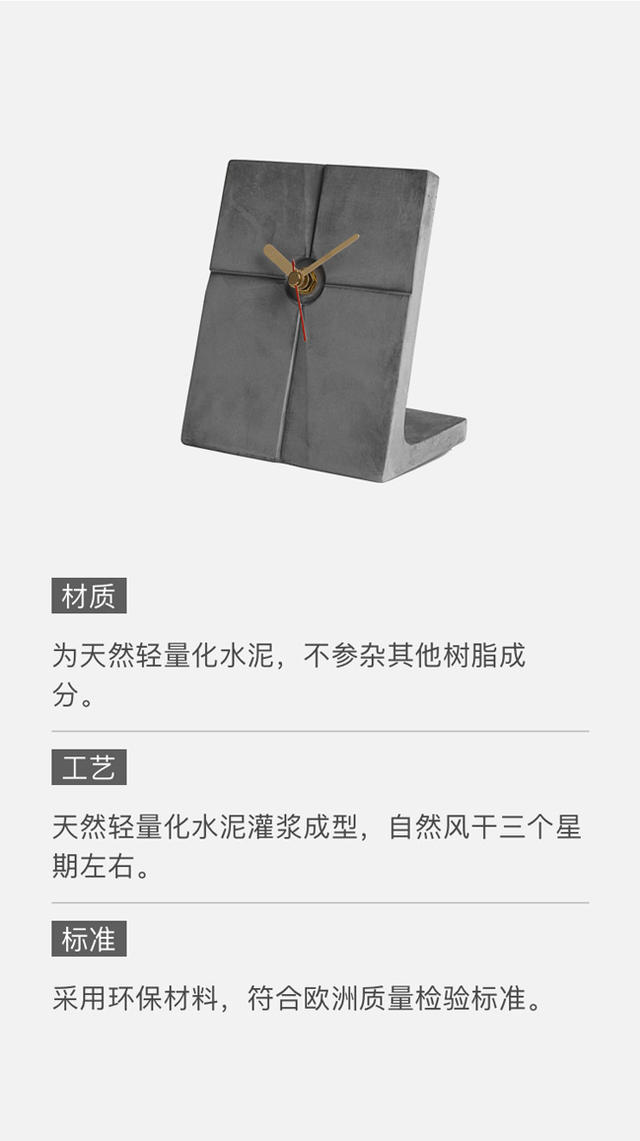 材质
为天然轻量化水泥，不参杂其他树脂成
分。
工艺
天然轻量化水泥灌浆成型，自然风干三个星
期左右。
标准
采用环保材料，符合欧洲质量检验标准。